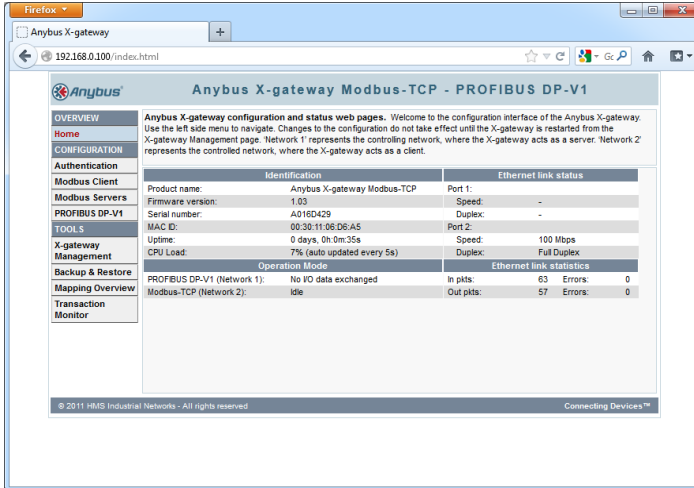 Firefox
Anybus X-gateway
192.168.0.100/index.html
Gc
Anybus®
Anybus X-gateway Modbus-TCP - PROFIBUS DP-V1
OVERVIEW
Home
CONFIGURATION
Authentication
Modbus Client
Modbus Servers
PROFIBUS DP-V1
TOOLS
X-gateway
Management
Backup & Restore
Mapping Overview
Transaction
Monitor
Anybus X-gateway configuration and status web pages. Welcome to the configuration interface of the Anybus X-gateway.
Use the left side menu to navigate. Changes to the configuration do not take effect until the X-gateway is restarted from the
X-gateway Management page. 'Network 1' represents the controlling network, where the X-gateway acts as a server. 'Network 2'
represents the controlled network, where the X-gateway acts as a client.
Identification Ethernet link status
Product name: Anybus X-gateway Modbus-TCP Port 1:
Firmware version: 1.03 Speed: -
Serial number: A016D429 Duplex: -
MAC ID: 00:30:11:06:D6:A5 Port 2:
Uptime: 0 days, 0h:0m:35s Speed: 100 Mbps
CPU Load: 7% (auto updated every 5s) Duplex: Full Duplex
Operation Mode Ethernet link statistics
PROFIBUS DP-V1 (Network 1): No I/O data exchanged In pkts: 63 Errors: 0
Modbus-TCP (Network 2): Idle Out pkts: 57 Errors: 0
© 2011 HMS Industrial Networks - All rights reserved Connecting Devices™